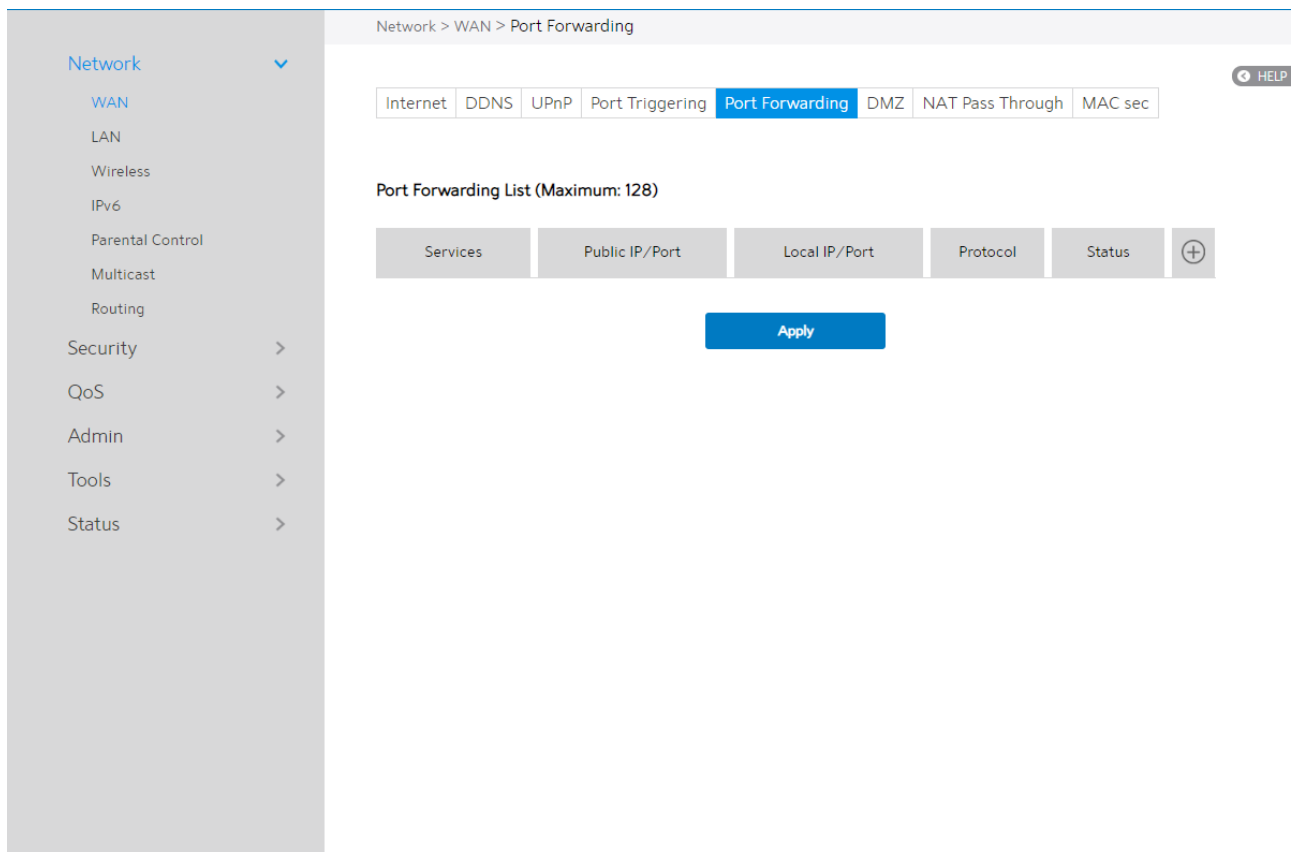 Network > WAN > Port Forwarding
HELP
Network
WAN
LAN
Wireless
IPv6
Parental Control
Multicast
Routing
Security
QoS
Admin
Tools
Status
Internet DDNS UPnP Port Triggering Port Forwarding DMZ NAT Pass Through MAC sec
Port Forwarding List (Maximum: 128)
Services Public IP/Port Local IP/Port Protocol Status
Apply